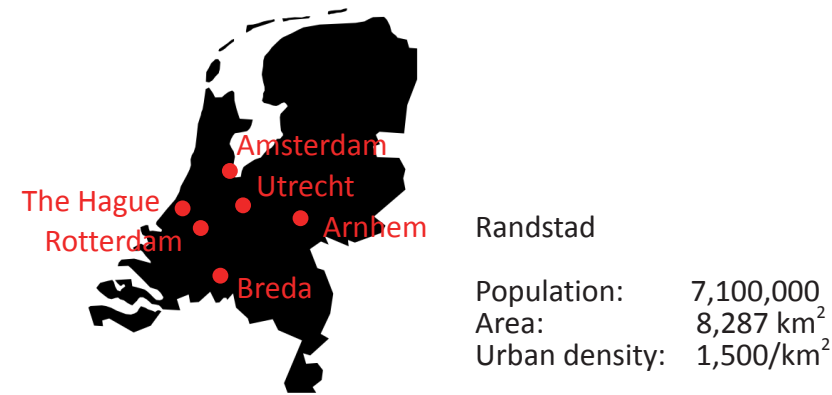 Amsterdam
Utrecht
The Hague
Arnhem
Rotterdam
Breda
Randstad
Population: 7,100,000
Area: 8,287 km²
Urban density: 1,500/km²